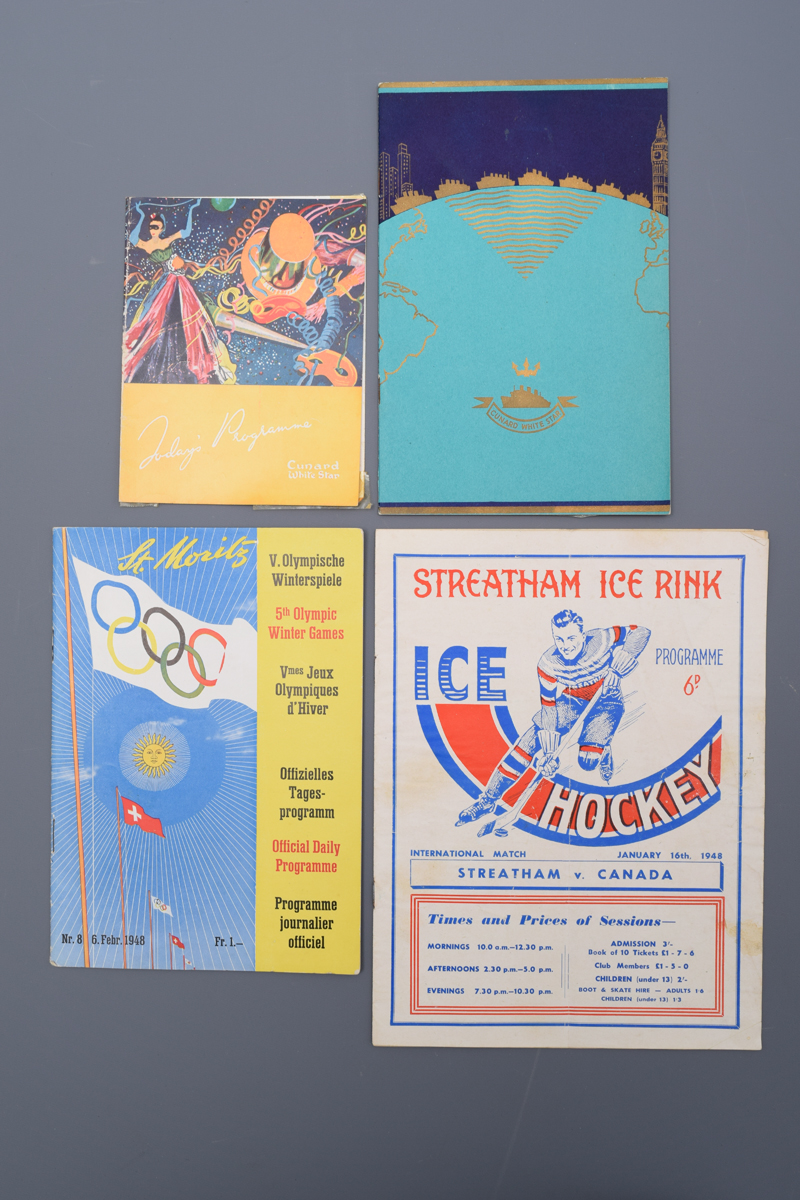 Today's Programme
Cunard
White Star
CUNARD WHITE STAR
St. Moritz
V. Olympische
Winterspiele
5th Olympic
Winter Games
Vmes Jeux
Olympiques
d'Hiver
Offizielles
Tages-
programm
Official Daily
Programme
Programme
journalier
officiel
Nr. 8 6. Febr. 1948 Fr. 1.–
STREATHAM ICE RINK
ICE
PROGRAMME
6D
HOCKEY
INTERNATIONAL MATCH JANUARY 16th, 1948
STREATHAM v. CANADA
Times and Prices of Sessions—
MORNINGS 10.0 a.m.—12.30 p.m.
AFTERNOONS 2.30 p.m.—5.0 p.m.
EVENINGS 7.30 p.m.—10.30 p.m.
ADMISSION 3/-
Book of 10 Tickets £1 - 7 - 6
Club Members £1 - 5 - 0
CHILDREN (under 13) 2/-
BOOT & SKATE HIRE — ADULTS 1/6
CHILDREN (under 13) 1/3